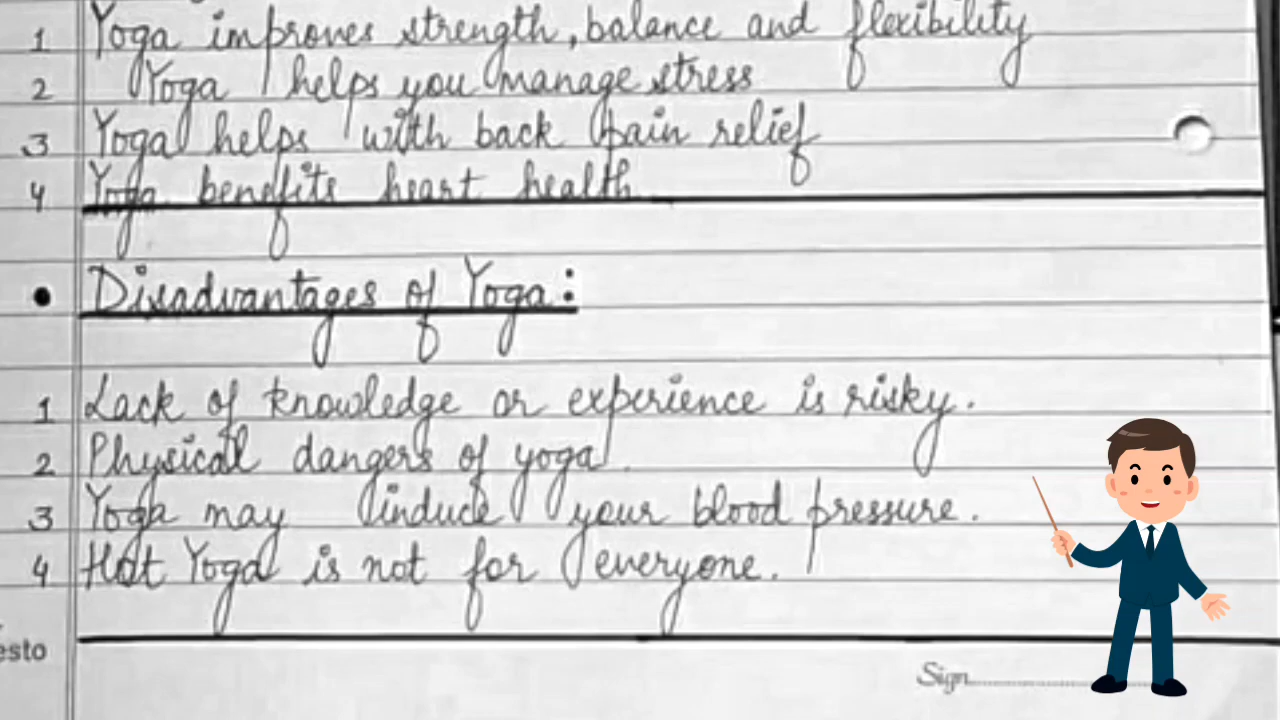 1 Yoga improves strength, balance and flexibility
2 Yoga helps you manage stress
3 Yoga helps with back pain relief
4 Yoga benefits heart health
• Disadvantages of Yoga:
1 Lack of knowledge or experience is risky.
2 Physical dangers of yoga.
3 Yoga may induce your blood pressure.
4 Hot Yoga is not for everyone.
esto
Sign